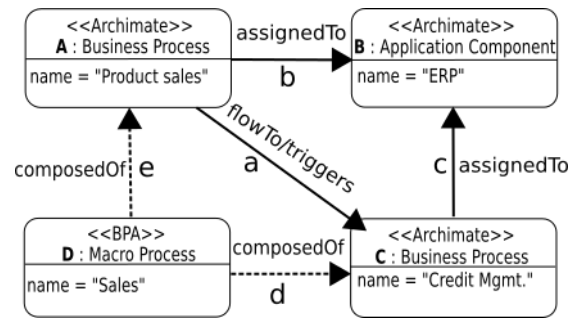 <<Archimate>>
A : Business Process
name = "Product sales"
assignedTo
b
<<Archimate>>
B : Application Component
name = "ERP"
flowTo/triggers
a
composedOf
e
c
assignedTo
<<BPA>>
D : Macro Process
name = "Sales"
composedOf
d
<<Archimate>>
C : Business Process
name = "Credit Mgmt."